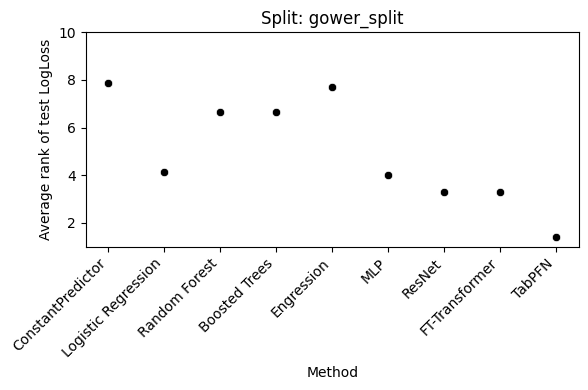 Split: gower_split
Average rank of test LogLoss
10
8
6
4
2
ConstantPredictor
Logistic Regression
Random Forest
Boosted Trees
Engression
MLP
ResNet
FT-Transformer
TabPFN
Method